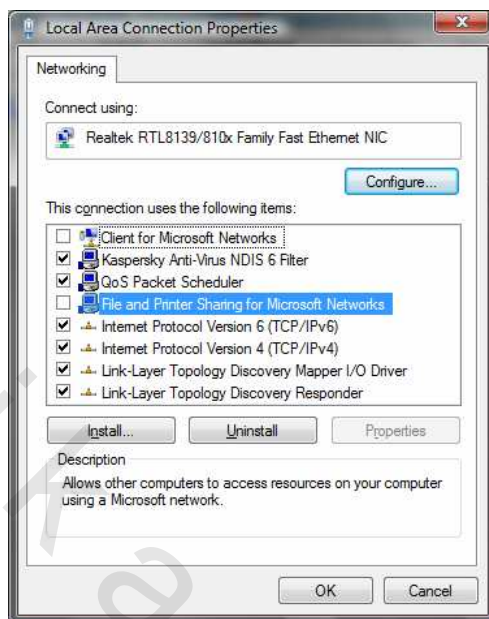 Local Area Connection Properties
Networking
Connect using:
Realtek RTL8139/810x Family Fast Ethernet NIC
Configure...
This connection uses the following items:
Client for Microsoft Networks
Kaspersky Anti-Virus NDIS 6 Filter
QoS Packet Scheduler
File and Printer Sharing for Microsoft Networks
Internet Protocol Version 6 (TCP/IPv6)
Internet Protocol Version 4 (TCP/IPv4)
Link-Layer Topology Discovery Mapper I/O Driver
Link-Layer Topology Discovery Responder
Install...
Uninstall
Properties
Description
Allows other computers to access resources on your computer
using a Microsoft network.
OK
Cancel